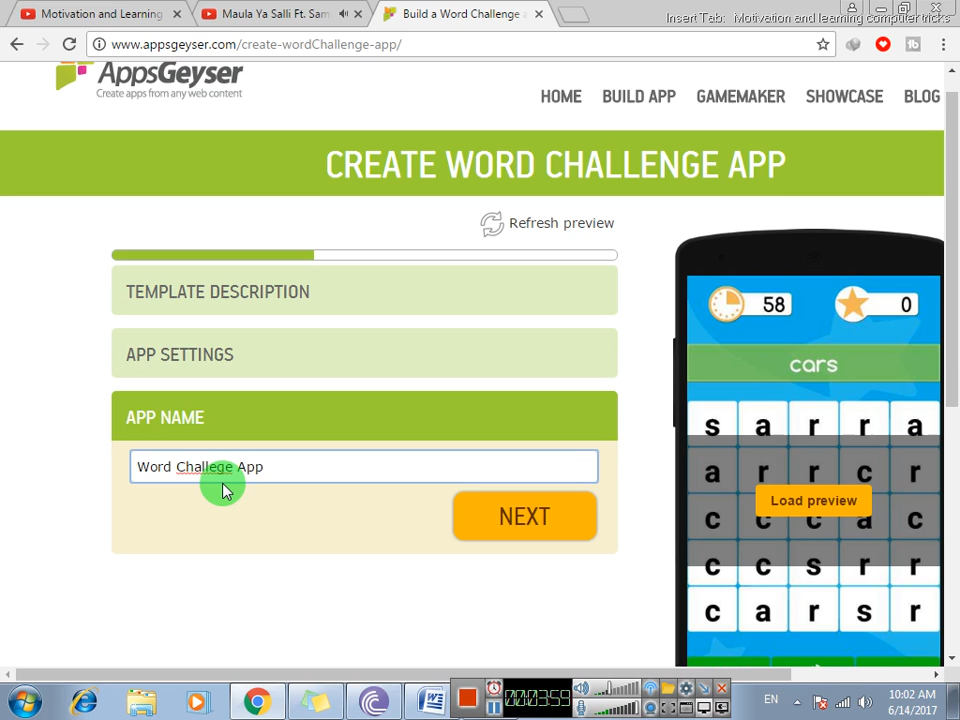 Motivation and Learning
Maula Ya Salli Ft. Sam
Build a Word Challenge a
Insert Tab: Motivation and learning computer tricks
www.appsgeyser.com/create-wordChallenge-app/
AppsGeyser
Create apps from any web content
HOME
BUILD APP
GAMEMAKER
SHOWCASE
BLOG
CREATE WORD CHALLENGE APP
Refresh preview
TEMPLATE DESCRIPTION
APP SETTINGS
APP NAME
Word Challege App
NEXT
58
0
cars
s a r r a
a r r c r
Load preview
c c c a c
c c s r r
c a r s r
EN
10:02 AM
6/14/2017